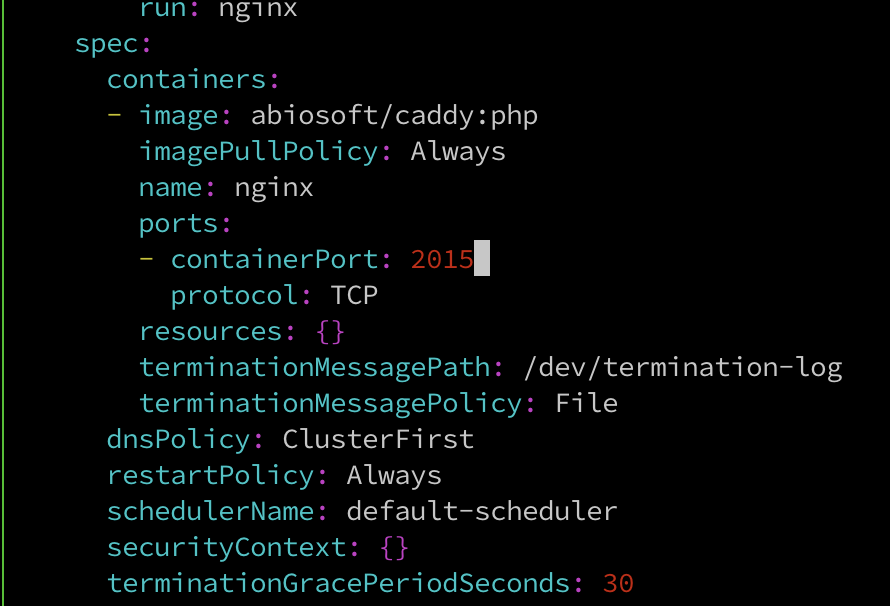 run: nginx
spec:
containers:
- image: abiosoft/caddy:php
imagePullPolicy: Always
name: nginx
ports:
- containerPort: 2015
protocol: TCP
resources: {}
terminationMessagePath: /dev/termination-log
terminationMessagePolicy: File
dnsPolicy: ClusterFirst
restartPolicy: Always
schedulerName: default-scheduler
securityContext: {}
terminationGracePeriodSeconds: 30